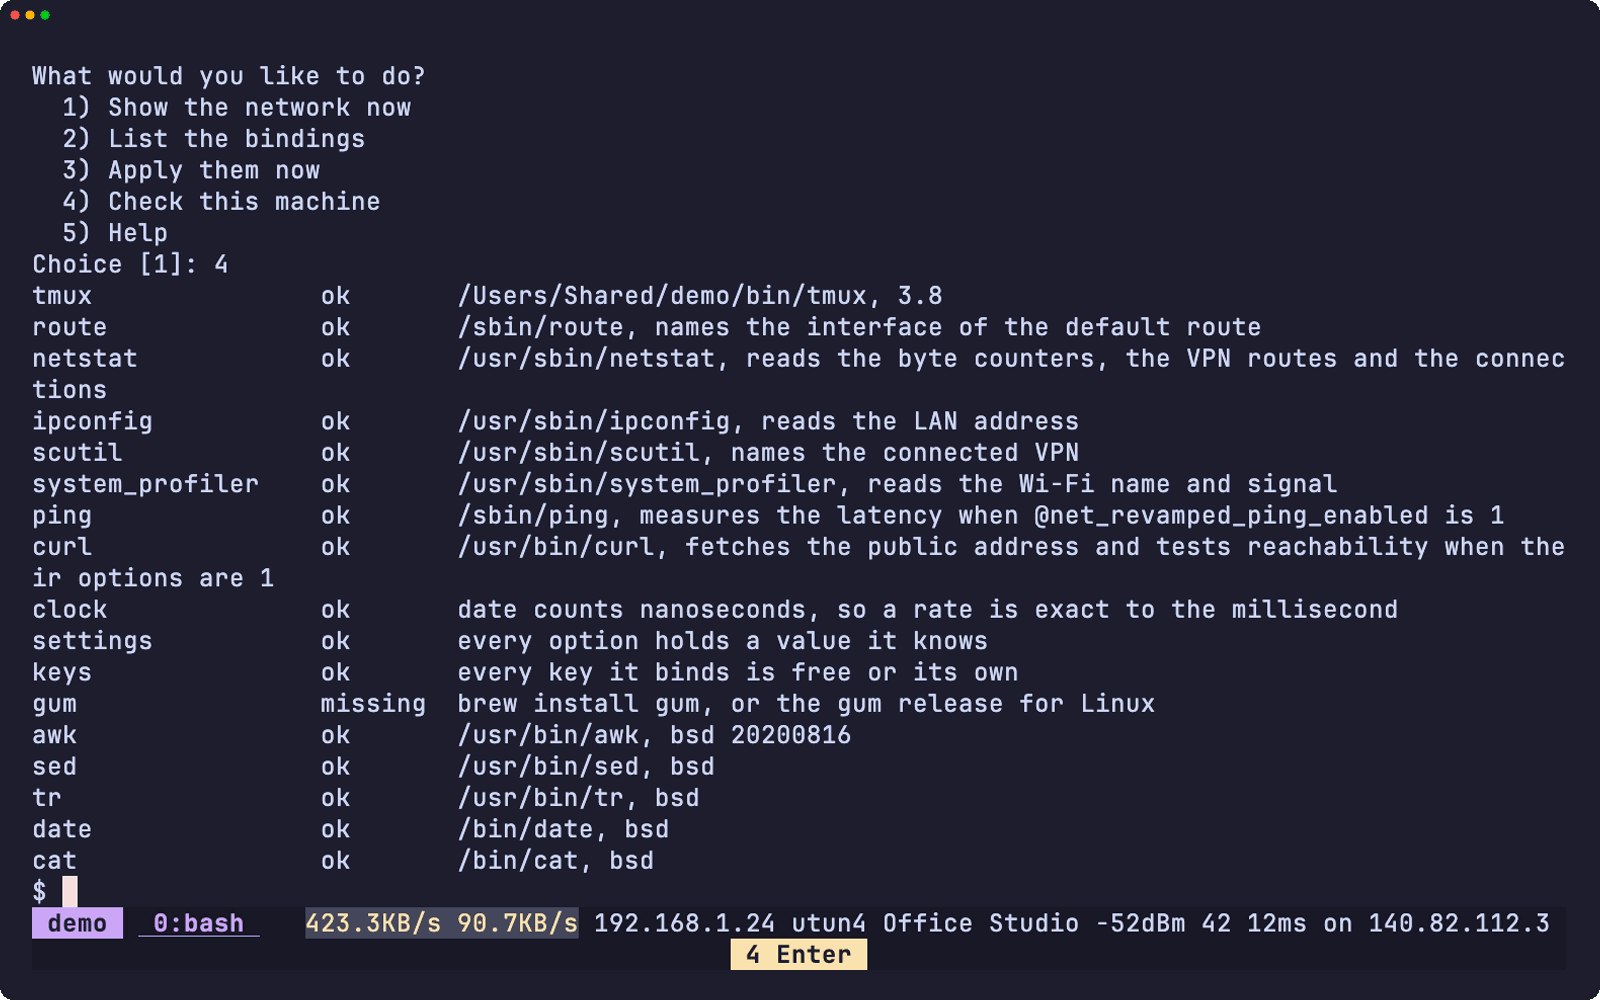 What would you like to do?
  1) Show the network now
  2) List the bindings
  3) Apply them now
  4) Check this machine
  5) Help
Choice [1]: 4
tmux               ok       /Users/Shared/demo/bin/tmux, 3.8
route              ok       /sbin/route, names the interface of the default route
netstat            ok       /usr/sbin/netstat, reads the byte counters, the VPN routes and the connec
tions
ipconfig           ok       /usr/sbin/ipconfig, reads the LAN address
scutil             ok       /usr/sbin/scutil, names the connected VPN
system_profiler    ok       /usr/sbin/system_profiler, reads the Wi-Fi name and signal
ping               ok       /sbin/ping, measures the latency when @net_revamped_ping_enabled is 1
curl               ok       /usr/bin/curl, fetches the public address and tests reachability when the
ir options are 1
clock              ok       date counts nanoseconds, so a rate is exact to the millisecond
settings           ok       every option holds a value it knows
keys               ok       every key it binds is free or its own
gum                missing  brew install gum, or the gum release for Linux
awk                ok       /usr/bin/awk, bsd 20200816
sed                ok       /usr/bin/sed, bsd
tr                 ok       /usr/bin/tr, bsd
date               ok       /bin/date, bsd
cat                ok       /bin/cat, bsd
$
demo  0:bash  423.3KB/s 90.7KB/s 192.168.1.24 utun4 Office Studio -52dBm 42 12ms on 140.82.112.3
4 Enter